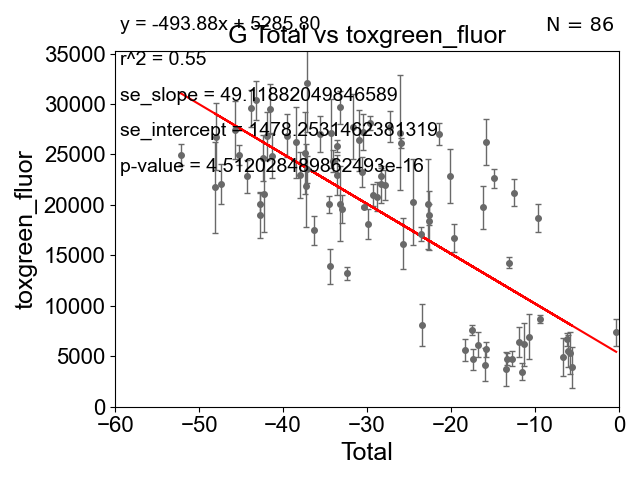 y = -493.88x + 5285.80
N = 86
G Total vs toxgreen_fluor
r^2 = 0.55
se_slope = 49.11882049846589
se_intercept = 1478.2531462381319
p-value = 4.512028489862493e-16
toxgreen_fluor
35000
30000
25000
20000
15000
10000
5000
0
−60 −50 −40 −30 −20 −10 0
Total